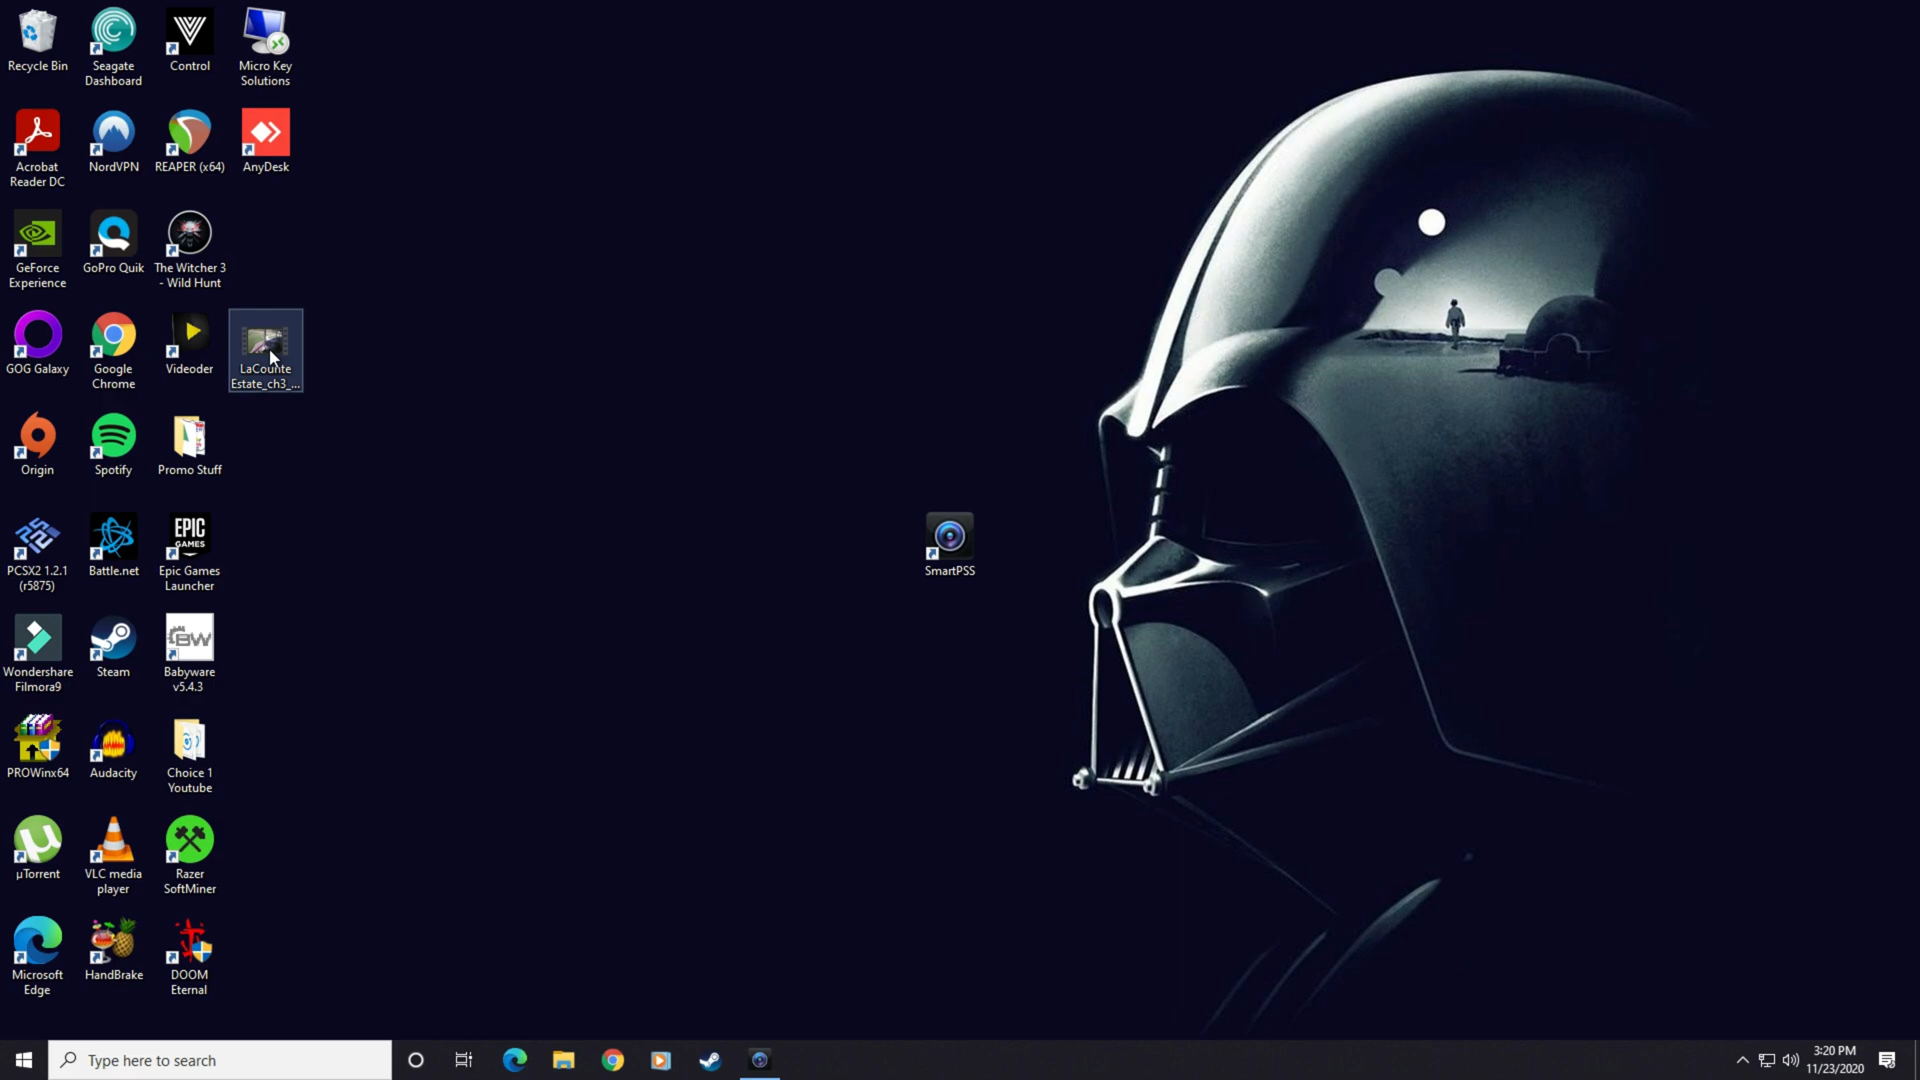 Recycle Bin
Seagate
Dashboard
Control
Micro Key
Solutions
Acrobat
Reader DC
NordVPN
REAPER (x64)
AnyDesk
GeForce
Experience
GoPro Quik
The Witcher 3
- Wild Hunt
GOG Galaxy
Google
Chrome
Videoder
LaCounte
Estate_ch3_...
Origin
Spotify
Promo Stuff
PCSX2 1.2.1
(r5875)
Battle.net
EPIC
GAMES
Epic Games
Launcher
SmartPSS
Wondershare
Filmora9
Steam
BW
Babyware
v5.4.3
PROWinx64
Audacity
Choice 1
Youtube
µTorrent
VLC media
player
Razer
SoftMiner
Microsoft
Edge
HandBrake
DOOM
Eternal
Type here to search
3:20 PM
11/23/2020